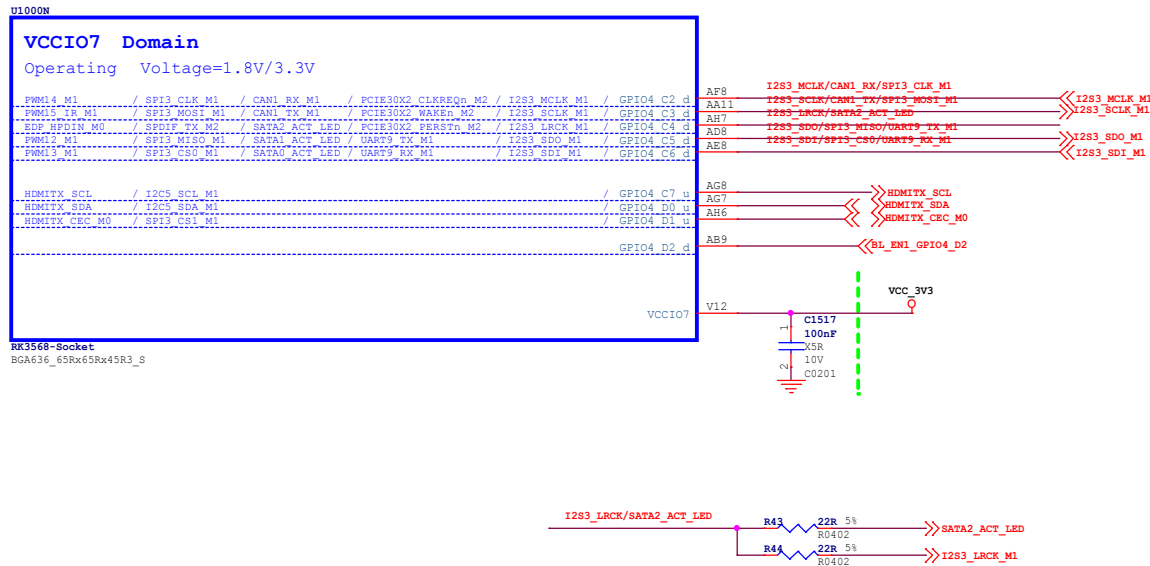 U1000N
VCCIO7 Domain
Operating Voltage=1.8V/3.3V
PWM14_M1 / SPI3_CLK_M1 / CAN1_RX_M1 / PCIE30X2_CLKREQn_M2 / I2S3_MCLK_M1 / GPIO4_C2_d AF8 I2S3_MCLK/CAN1_RX/SPI3_CLK_M1 I2S3_MCLK_M1
PWM15_IR_M1 / SPI3_MOSI_M1 / CAN1_TX_M1 / PCIE30X2_WAKEn_M2 / I2S3_SCLK_M1 / GPIO4_C3_d AA11 I2S3_SCLK/CAN1_TX/SPI3_MOSI_M1 I2S3_SCLK_M1
EDP_HPDIN_M0 / SPDIF_TX_M2 / SATA2_ACT_LED / PCIE30X2_PERSTn_M2 / I2S3_LRCK_M1 / GPIO4_C4_d AH7 I2S3_LRCK/SATA2_ACT_LED
PWM12_M1 / SPI3_MISO_M1 / SATA1_ACT_LED / UART9_TX_M1 / I2S3_SDO_M1 / GPIO4_C5_d AD8 I2S3_SDO/SPI3_MISO/UART9_TX_M1 I2S3_SDO_M1
PWM13_M1 / SPI3_CS0_M1 / SATA0_ACT_LED / UART9_RX_M1 / I2S3_SDI_M1 / GPIO4_C6_d AE8 I2S3_SDI/SPI3_CS0/UART9_RX_M1 I2S3_SDI_M1
HDMITX_SCL / I2C5_SCL_M1 / GPIO4_C7_u AG8 HDMITX_SCL
HDMITX_SDA / I2C5_SDA_M1 / GPIO4_D0_u AG7 HDMITX_SDA
HDMITX_CEC_M0 / SPI3_CS1_M1 / GPIO4_D1_u AH6 HDMITX_CEC_M0
GPIO4_D2_d AB9 BL_EN1_GPIO4_D2
VCC_3V3
VCCIO7 V12
C1517
1 100nF
X5R
2 10V
C0201
RK3568-Socket
BGA636_65Rx65Rx45R3_S
I2S3_LRCK/SATA2_ACT_LED R43 22R 5% SATA2_ACT_LED
R0402
R44 22R 5% I2S3_LRCK_M1
R0402